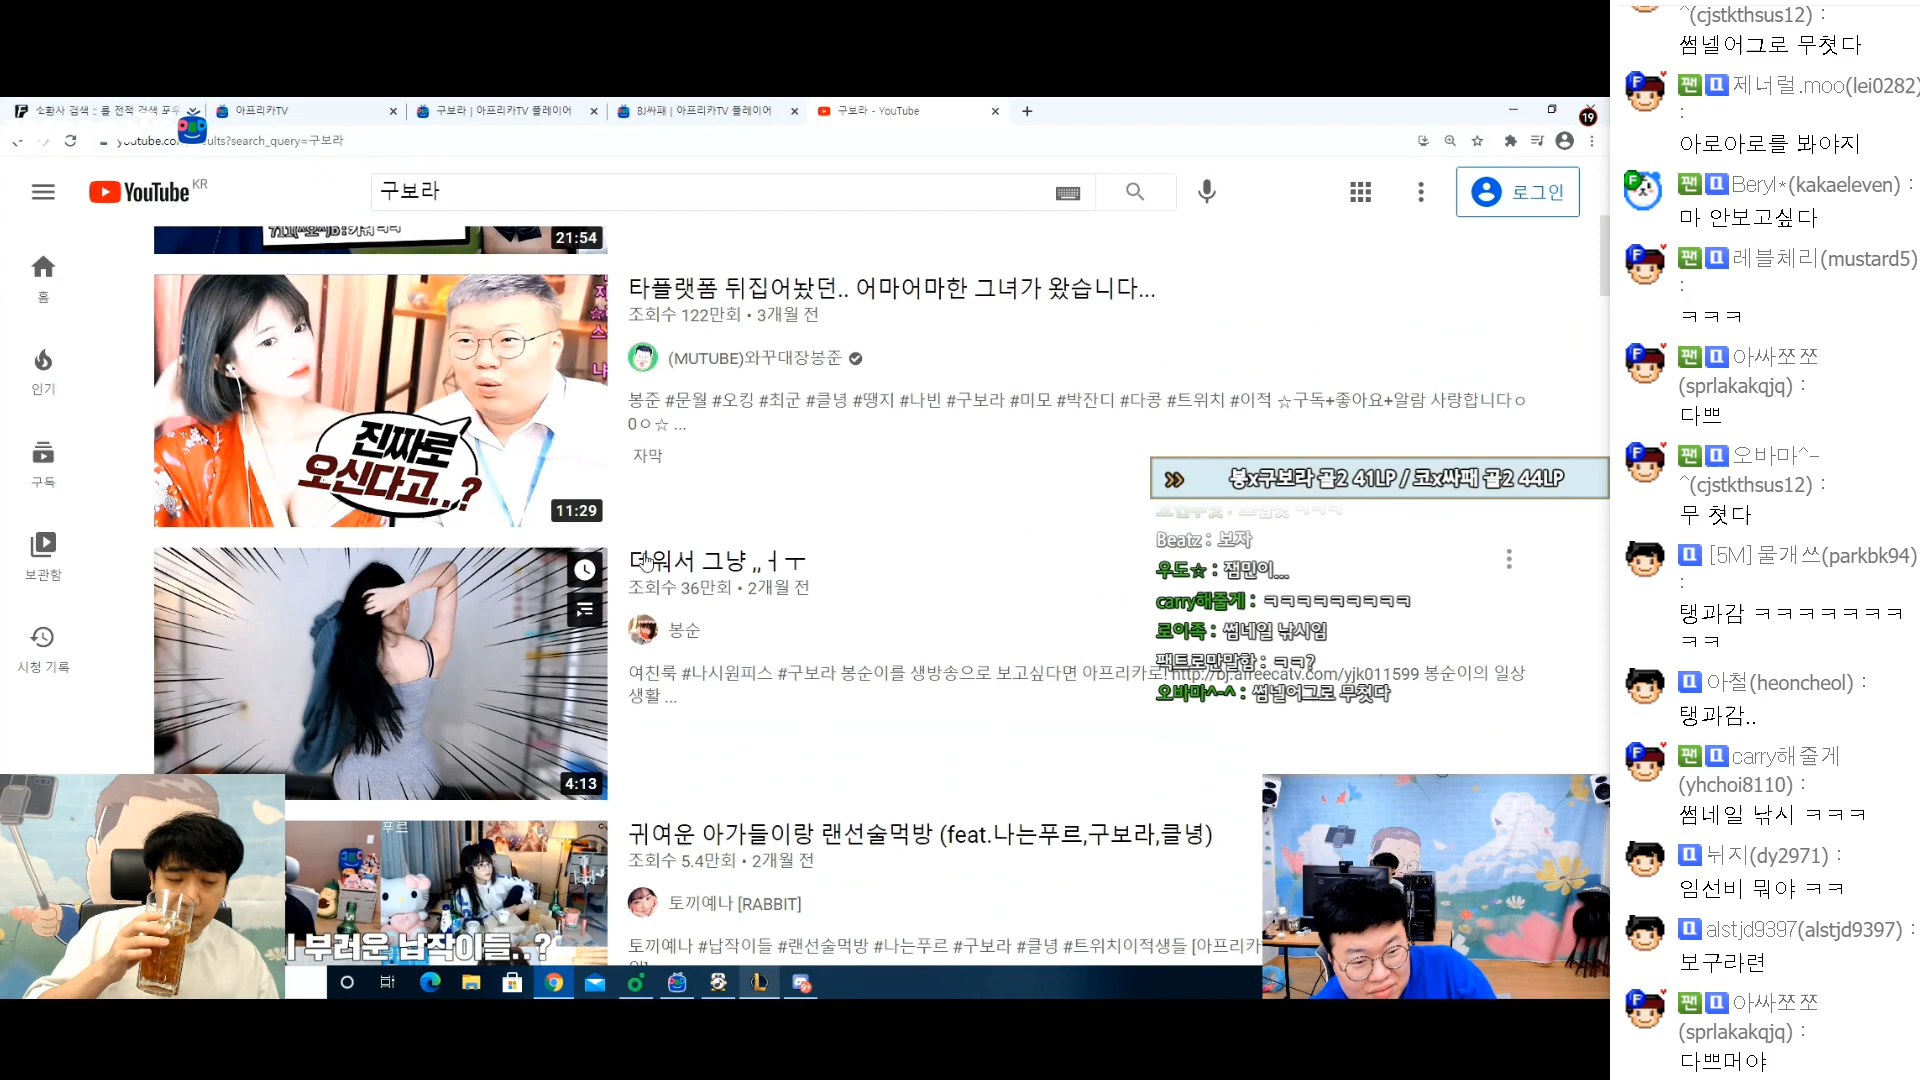 소환사 검색 :: 롤 전적 검색 포우
아프리카TV
구보라 | 아프리카TV 플레이어
BJ싸패 | 아프리카TV 플레이어
구보라 - YouTube
19
구보라
YouTube KR
구보라
로그인
홈
인기
구독
보관함
시청 기록
21:54
타플랫폼 뒤집어놨던.. 어마어마한 그녀가 왔습니다...
조회수 122만회 • 3개월 전
(MUTUBE)와꾸대장봉준
봉준 #문월 #오킹 #최군 #클녕 #땡지 #나빈 #구보라 #미모 #박잔디 #다콩 #트위치 #이적 ☆구독+좋아요+알람 사랑합니다ㅇ
0ㅇ☆ ...
자막
진짜로
오신다고..?
11:29
더워서 그냥 ,,ㅓㅜ
조회수 36만회 • 2개월 전
봉순
여친룩 #나시원피스 #구보라 봉순이를 생방송으로 보고싶다면 아프리카로! http://bj.afreecatv.com/yjk011599 봉순이의 일상
생활 ...
4:13
귀여운 아가들이랑 랜선술먹방 (feat.나는푸르,구보라,클녕)
조회수 5.4만회 • 2개월 전
토끼예나 [RABBIT]
토끼예나 #납작이들 #랜선술먹방 #나는푸르 #구보라 #클녕 #트위치이적생들 [아프리카
푸르
부러운 납작이들..?
봉x구보라 골2 41LP / 코x싸패 골2 44LP
Beatz : 보자
우도☆ : 잼민이...
carry해줄게 : ㅋㅋㅋㅋㅋㅋㅋㅋㅋ
로이족 : 썸네일 낚시임
팩트로만말함 : ㅋㅋ?
오바마^-^ : 썸넬어그로 무쳣다
^(cjstkthsus12) :
썸넬어그로 무쳣다
팬 제너럴.moo(lei0282)
:
아로아로를 봐야지
팬 Beryl*(kakaeleven) :
마 안보고싶다
팬 레블체리(mustard5)
:
ㅋㅋㅋ
팬 아싸쪼쪼
(sprlakakqjq) :
다쁘
팬 오바마^-
^(cjstkthsus12) :
무 쳤다
[5M]물개쓰(parkbk94)
:
탱과감 ㅋㅋㅋㅋㅋㅋㅋ
ㅋㅋ
아철(heoncheol) :
탱과감..
팬 carry해줄게
(yhchoi8110) :
썸네일 낚시 ㅋㅋㅋ
뉘지(dy2971) :
임선비 뭐야 ㅋㅋ
alstjd9397(alstjd9397) :
보구라련
팬 아싸쪼쪼
(sprlakakqjq) :
다쁘머야